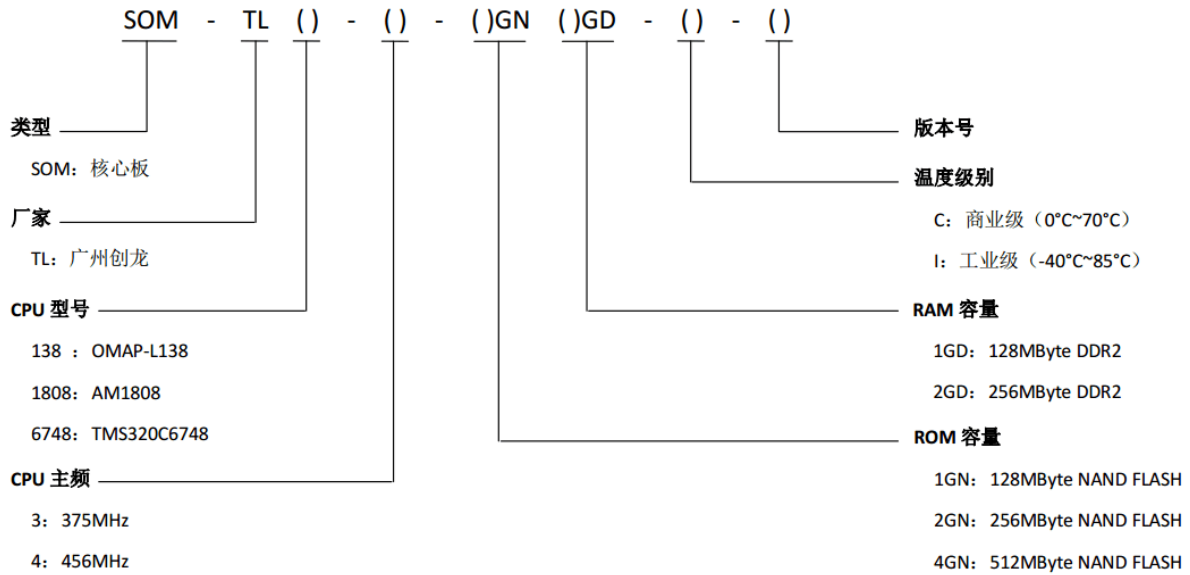 SOM - TL ( ) - ( ) - ( )GN ( )GD - ( ) - ( )
类型
SOM：核心板
厂家
TL：广州创龙
CPU 型号
138 ：OMAP-L138
1808：AM1808
6748：TMS320C6748
CPU 主频
3：375MHz
4：456MHz
版本号
温度级别
C：商业级（0°C~70°C）
I：工业级（-40°C~85°C）
RAM 容量
1GD：128MByte DDR2
2GD：256MByte DDR2
ROM 容量
1GN：128MByte NAND FLASH
2GN：256MByte NAND FLASH
4GN：512MByte NAND FLASH